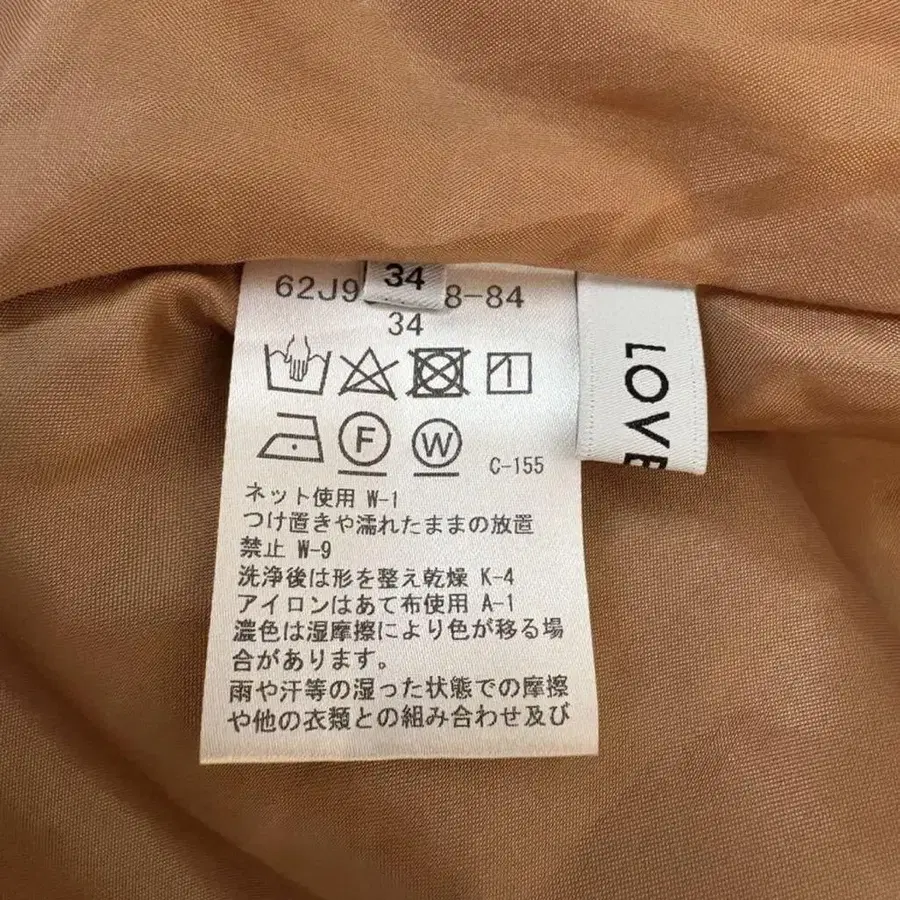 62J9 8-84
34
34
F
W
C-155
ネット使用 W-1
つけ置きや濡れたままの放置
禁止 W-9
洗浄後は形を整え乾燥 K-4
アイロンはあて布使用 A-1
濃色は湿摩擦により色が移る場
合があります。
雨や汗等の湿った状態での摩擦
や他の衣類との組み合わせ及び
LOVE